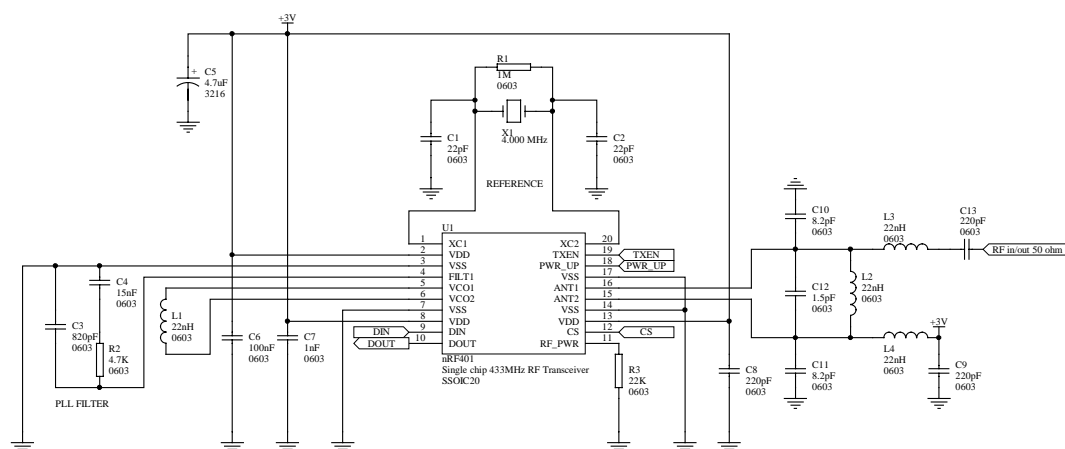 +3V
C5
4.7uF
3216
R1
1M
0603
X1
4.000 MHz
C1
22pF
0603
C2
22pF
0603
REFERENCE
U1
1 XC1
2 VDD
3 VSS
4 FILT1
5 VCO1
6 VCO2
7 VSS
8 VDD
9 DIN
10 DOUT
XC2 20
TXEN 19
PWR_UP 18
VSS 17
ANT1 16
ANT2 15
VSS 14
VDD 13
CS 12
RF_PWR 11
TXEN
PWR_UP
CS
DIN
DOUT
nRF401
Single chip 433MHz RF Transceiver
SSOIC20
C4
15nF
0603
C3
820pF
0603
R2
4.7K
0603
PLL FILTER
L1
22nH
0603
C6
100nF
0603
C7
1nF
0603
R3
22K
0603
C8
220pF
0603
C10
8.2pF
0603
C12
1.5pF
0603
C11
8.2pF
0603
L3
22nH
0603
L2
22nH
0603
L4
22nH
0603
C13
220pF
0603
RF in/out 50 ohm
+3V
C9
220pF
0603